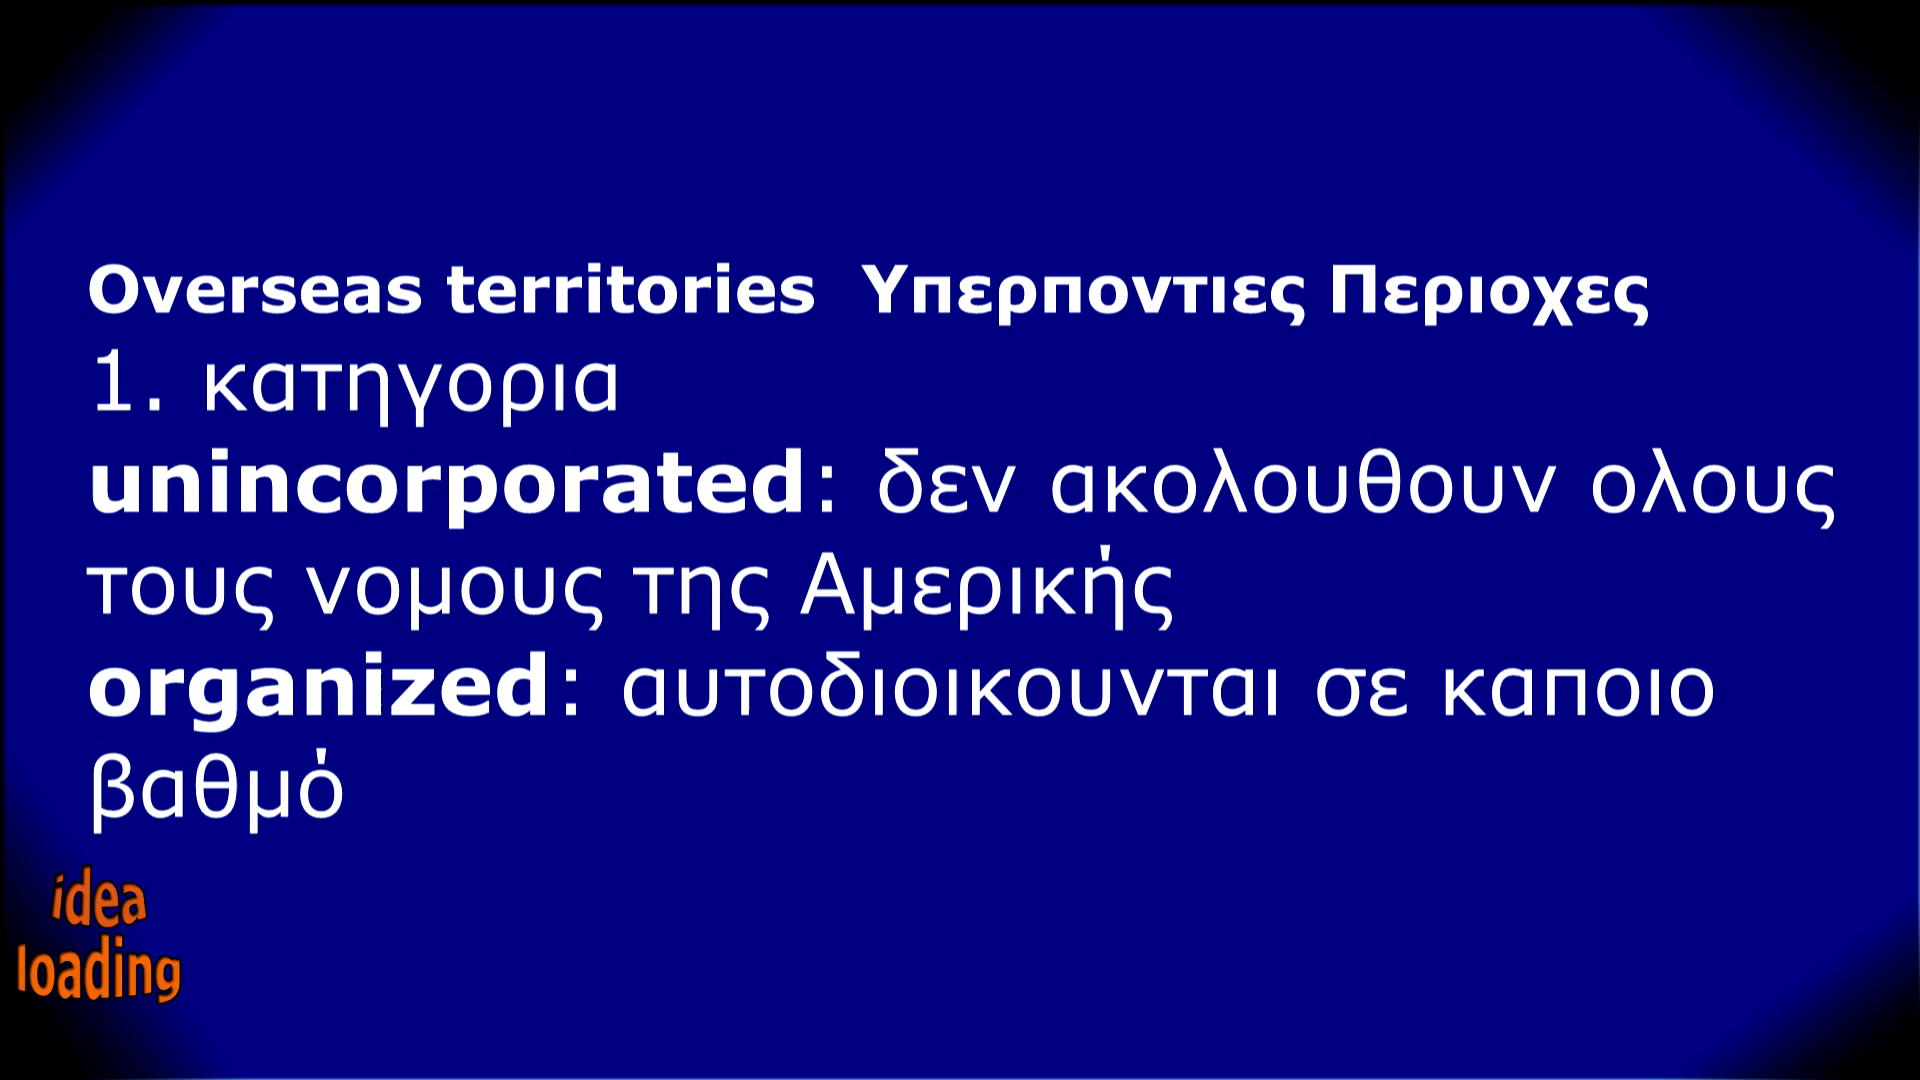 Overseas territories  Υπερποντιες Περιοχες
1. κατηγορια
unincorporated: δεν ακολουθουν ολους
τους νομους της Αμερικής
organized: αυτοδιοικουνται σε καποιο
βαθμό
idea
loading